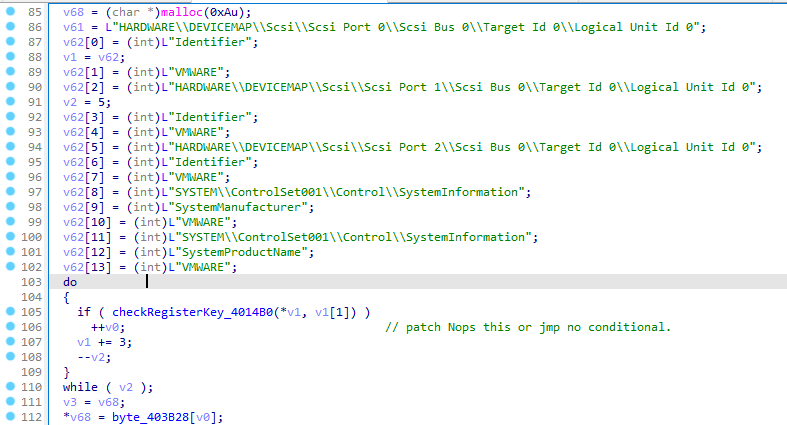 85 v68 = (char *)malloc(0xAu);
86 v61 = L"HARDWARE\\DEVICEMAP\\Scsi\\Scsi Port 0\\Scsi Bus 0\\Target Id 0\\Logical Unit Id 0";
87 v62[0] = (int)L"Identifier";
88 v1 = v62;
89 v62[1] = (int)L"VMWARE";
90 v62[2] = (int)L"HARDWARE\\DEVICEMAP\\Scsi\\Scsi Port 1\\Scsi Bus 0\\Target Id 0\\Logical Unit Id 0";
91 v2 = 5;
92 v62[3] = (int)L"Identifier";
93 v62[4] = (int)L"VMWARE";
94 v62[5] = (int)L"HARDWARE\\DEVICEMAP\\Scsi\\Scsi Port 2\\Scsi Bus 0\\Target Id 0\\Logical Unit Id 0";
95 v62[6] = (int)L"Identifier";
96 v62[7] = (int)L"VMWARE";
97 v62[8] = (int)L"SYSTEM\\ControlSet001\\Control\\SystemInformation";
98 v62[9] = (int)L"SystemManufacturer";
99 v62[10] = (int)L"VMWARE";
100 v62[11] = (int)L"SYSTEM\\ControlSet001\\Control\\SystemInformation";
101 v62[12] = (int)L"SystemProductName";
102 v62[13] = (int)L"VMWARE";
103 do
104 {
105 if ( checkRegisterKey_4014B0(*v1, v1[1]) )
106 ++v0; // patch Nops this or jmp no conditional.
107 v1 += 3;
108 --v2;
109 }
110 while ( v2 );
111 v3 = v68;
112 *v68 = byte_403B28[v0];